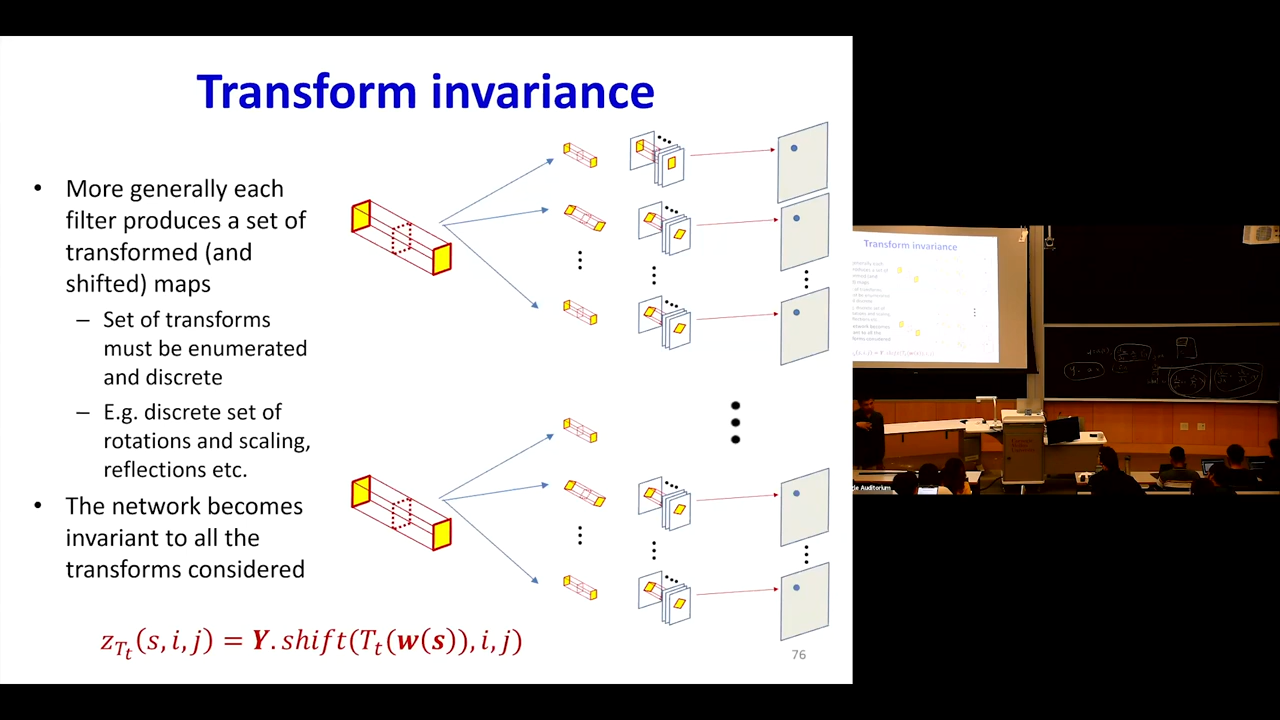 Transform invariance
• More generally each
filter produces a set of
transformed (and
shifted) maps
– Set of transforms
must be enumerated
and discrete
– E.g. discrete set of
rotations and scaling,
reflections etc.
• The network becomes
invariant to all the
transforms considered
z_{T_t}(s, i, j) = Y.shift(T_t(w(s)), i, j)
76
Transform invariance
de Auditorium